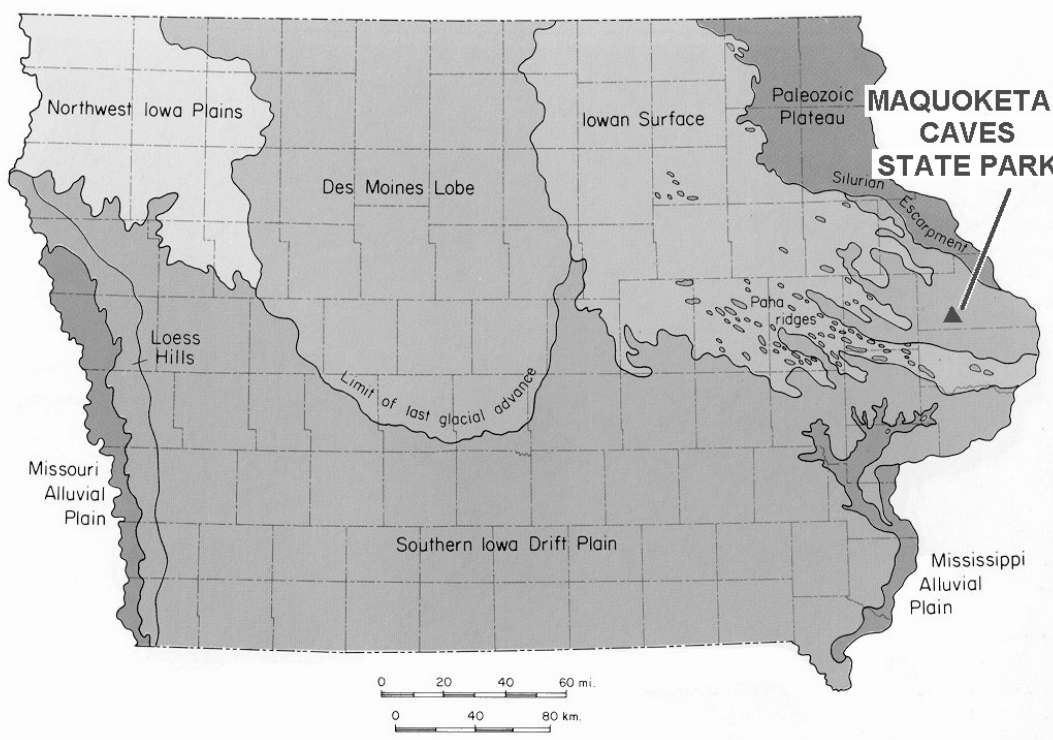 Northwest Iowa Plains
Des Moines Lobe
Iowan Surface
Paleozoic
Plateau
MAQUOKETA
CAVES
STATE PARK
Silurian
Escarpment
Paha
ridges
Loess
Hills
Limit of last glacial advance
Missouri
Alluvial
Plain
Southern Iowa Drift Plain
Mississippi
Alluvial
Plain
0 20 40 60 mi.
0 40 80 km.